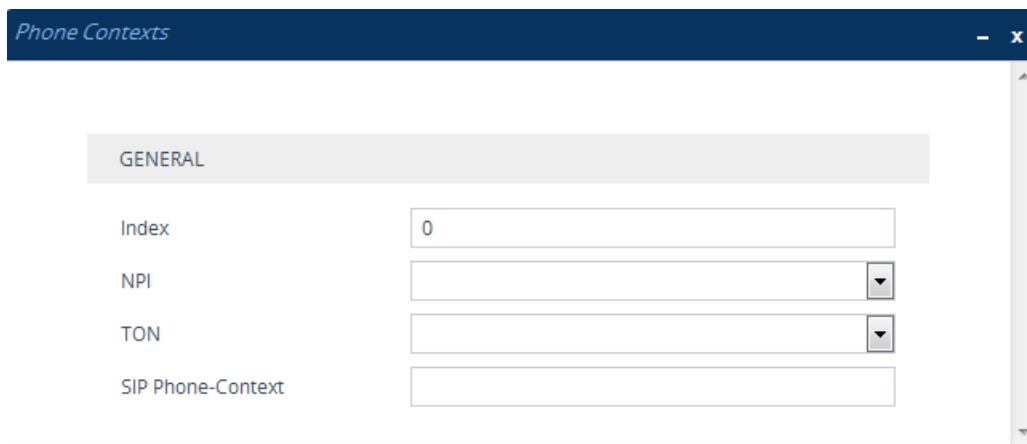 Phone Contexts – x
GENERAL
Index 0
NPI
TON
SIP Phone-Context